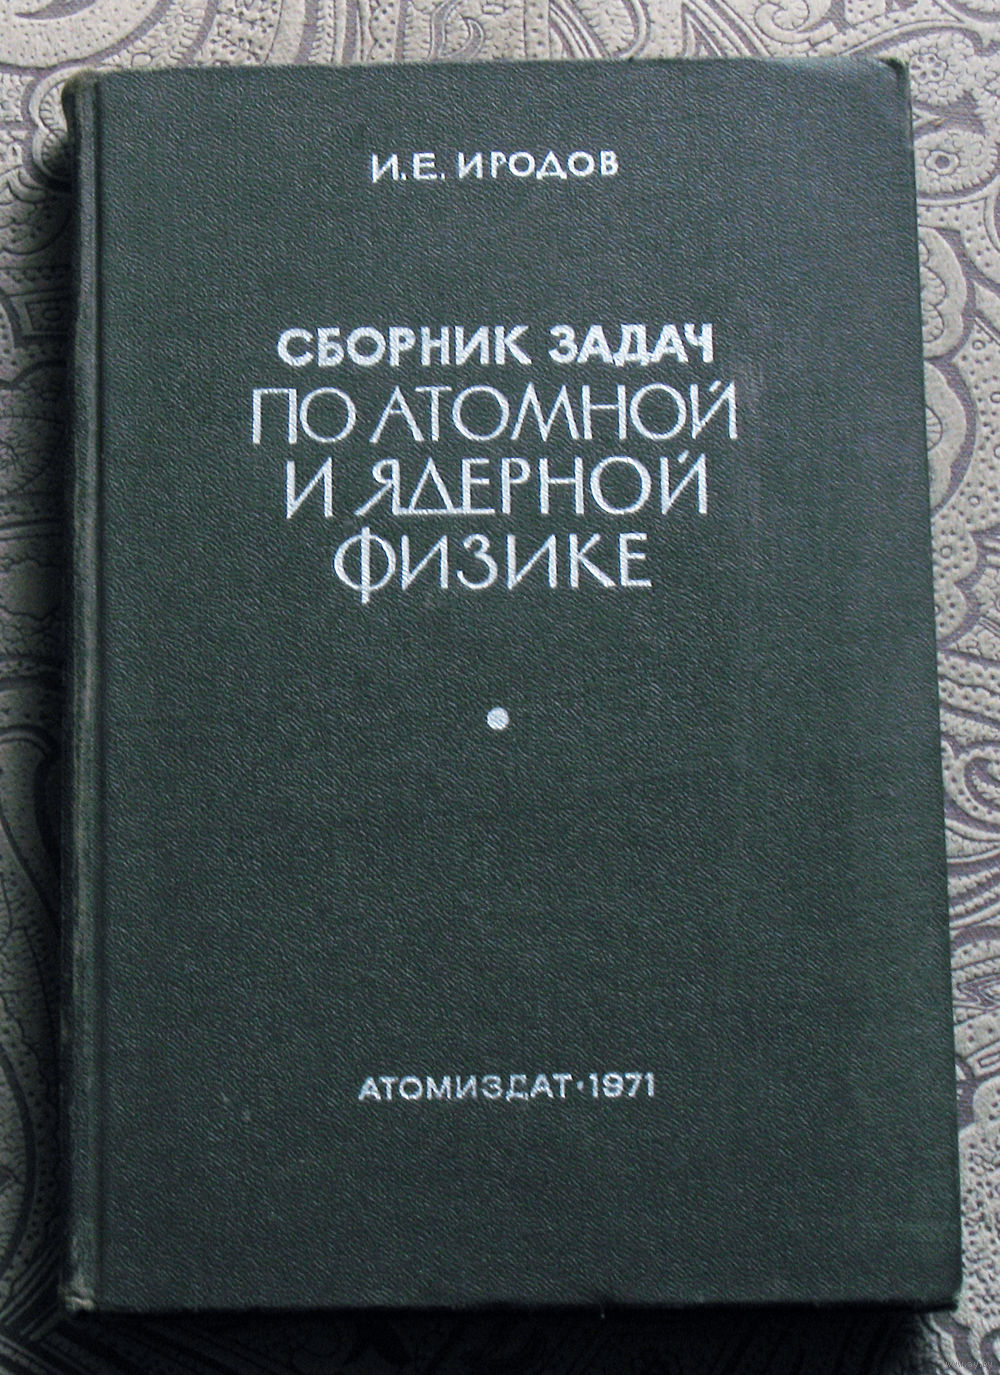 И.Е. ИРОДОВ
СБОРНИК ЗАДАЧ
ПО АТОМНОЙ
И ЯДЕРНОЙ
ФИЗИКЕ
АТОМИЗДАТ·1971